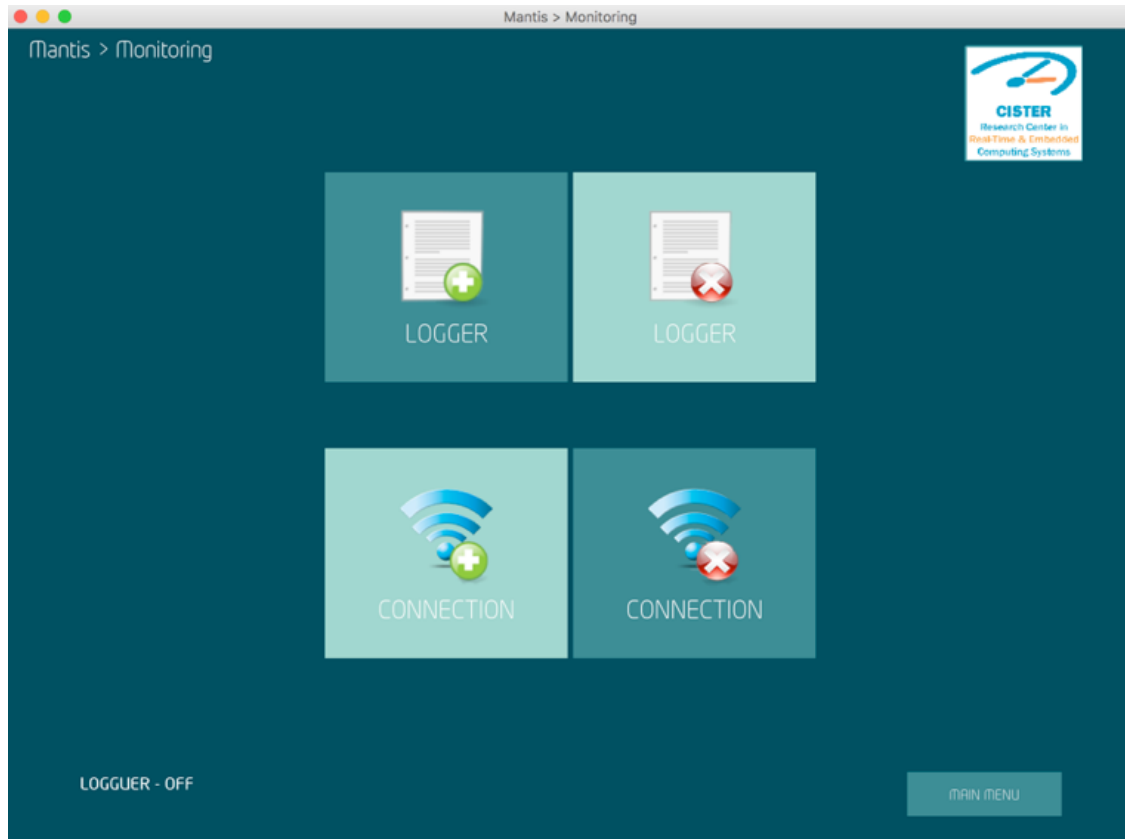 Mantis > Monitoring
Mantis > Monitoring
CISTER
Research Center in
Real-Time & Embedded
Computing Systems
LOGGER
LOGGER
CONNECTION
CONNECTION
LOGGUER - OFF
MAIN MENU